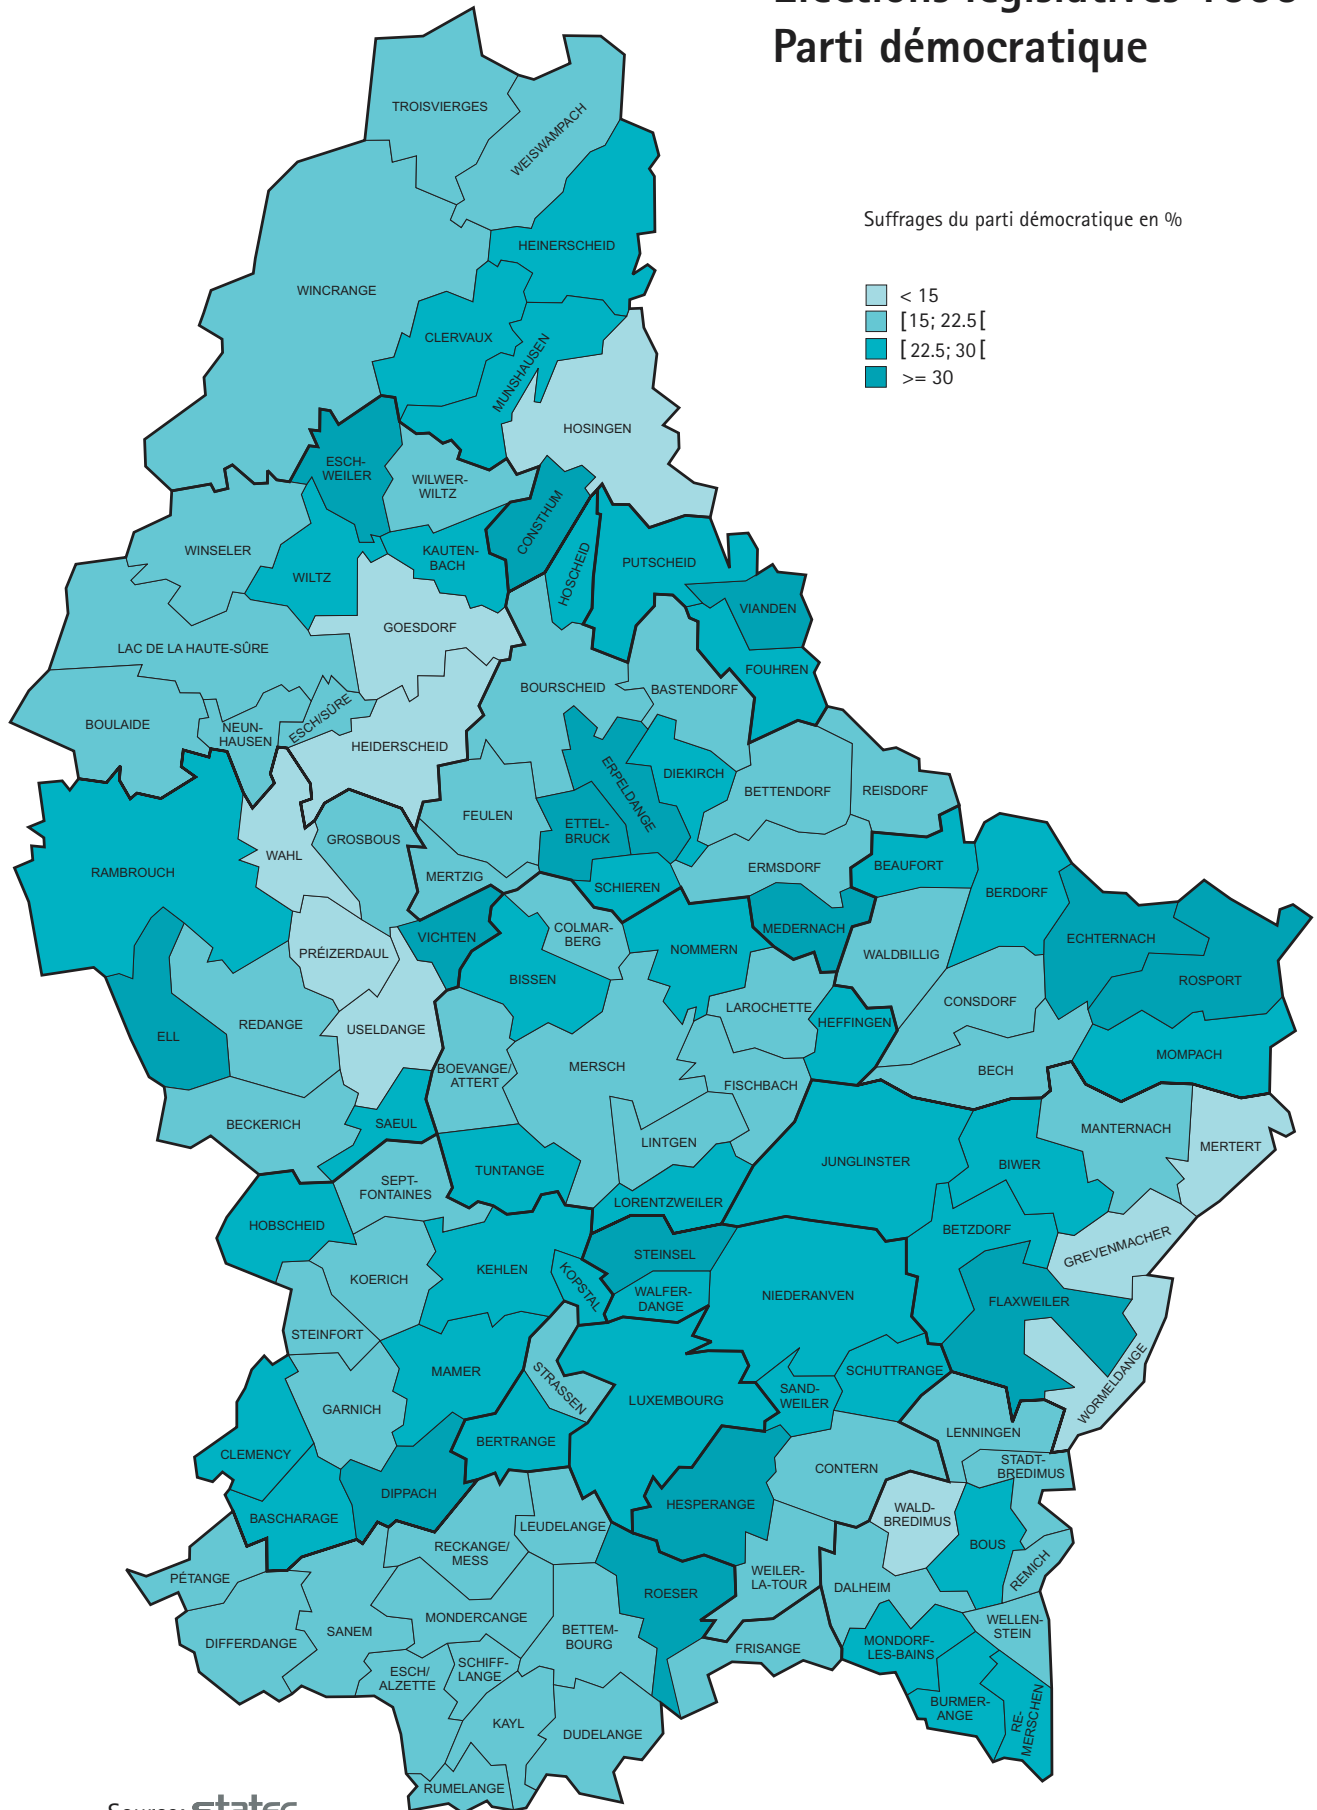 Parti démocratique
Suffrages du parti démocratique en %
< 15
[15; 22.5[
[22.5; 30[
>= 30
TROISVIERGES
WEISWAMPACH
HEINERSCHEID
WINCRANGE
CLERVAUX
MUNSHAUSEN
HOSINGEN
ESCH-
WEILER
WILWER-
WILTZ
CONSTHUM
WINSELER
WILTZ
KAUTEN-
BACH
HOSCHEID
PUTSCHEID
VIANDEN
GOESDORF
LAC DE LA HAUTE-SÛRE
FOUHREN
BOURSCHEID
BASTENDORF
BOULAIDE
NEUN-
HAUSEN
ESCH/SÛRE
HEIDERSCHEID
ERPELDANGE
DIEKIRCH
BETTENDORF
REISDORF
FEULEN
ETTEL-
BRUCK
GROSBOUS
WAHL
RAMBROUCH
MERTZIG
SCHIEREN
ERMSDORF
BEAUFORT
BERDORF
VICHTEN
COLMAR-
BERG
MEDERNACH
ECHTERNACH
PRÉIZERDAUL
NOMMERN
WALDBILLIG
BISSEN
ROSPORT
LAROCHETTE
CONSDORF
ELL
REDANGE
USELDANGE
HEFFINGEN
MOMPACH
BOEVANGE/
ATTERT
MERSCH
BECH
FISCHBACH
BECKERICH
SAEUL
MANTERNACH
LINTGEN
MERTERT
JUNGLINSTER
BIWER
TUNTANGE
SEPT-
FONTAINES
LORENTZWEILER
HOBSCHEID
BETZDORF
GREVENMACHER
STEINSEL
KOERICH
KEHLEN
KOPSTAL
WALFER-
DANGE
NIEDERANVEN
FLAXWEILER
STEINFORT
MAMER
STRASSEN
SCHUTTRANGE
WORMELDANGE
SAND-
WEILER
LUXEMBOURG
GARNICH
LENNINGEN
CLEMENCY
BERTRANGE
CONTERN
STADT-
BREDIMUS
DIPPACH
HESPERANGE
WALD-
BREDIMUS
BASCHARAGE
LEUDELANGE
RECKANGE/
MESS
BOUS
REMICH
PÉTANGE
WEILER-
LA-TOUR
DALHEIM
ROESER
MONDERCANGE
WELLEN-
STEIN
DIFFERDANGE
SANEM
BETTEM-
BOURG
FRISANGE
MONDORF-
LES-BAINS
ESCH/
ALZETTE
SCHIFF-
LANGE
BURMER-
ANGE
RE-
MERSCHEN
KAYL
DUDELANGE
RUMELANGE